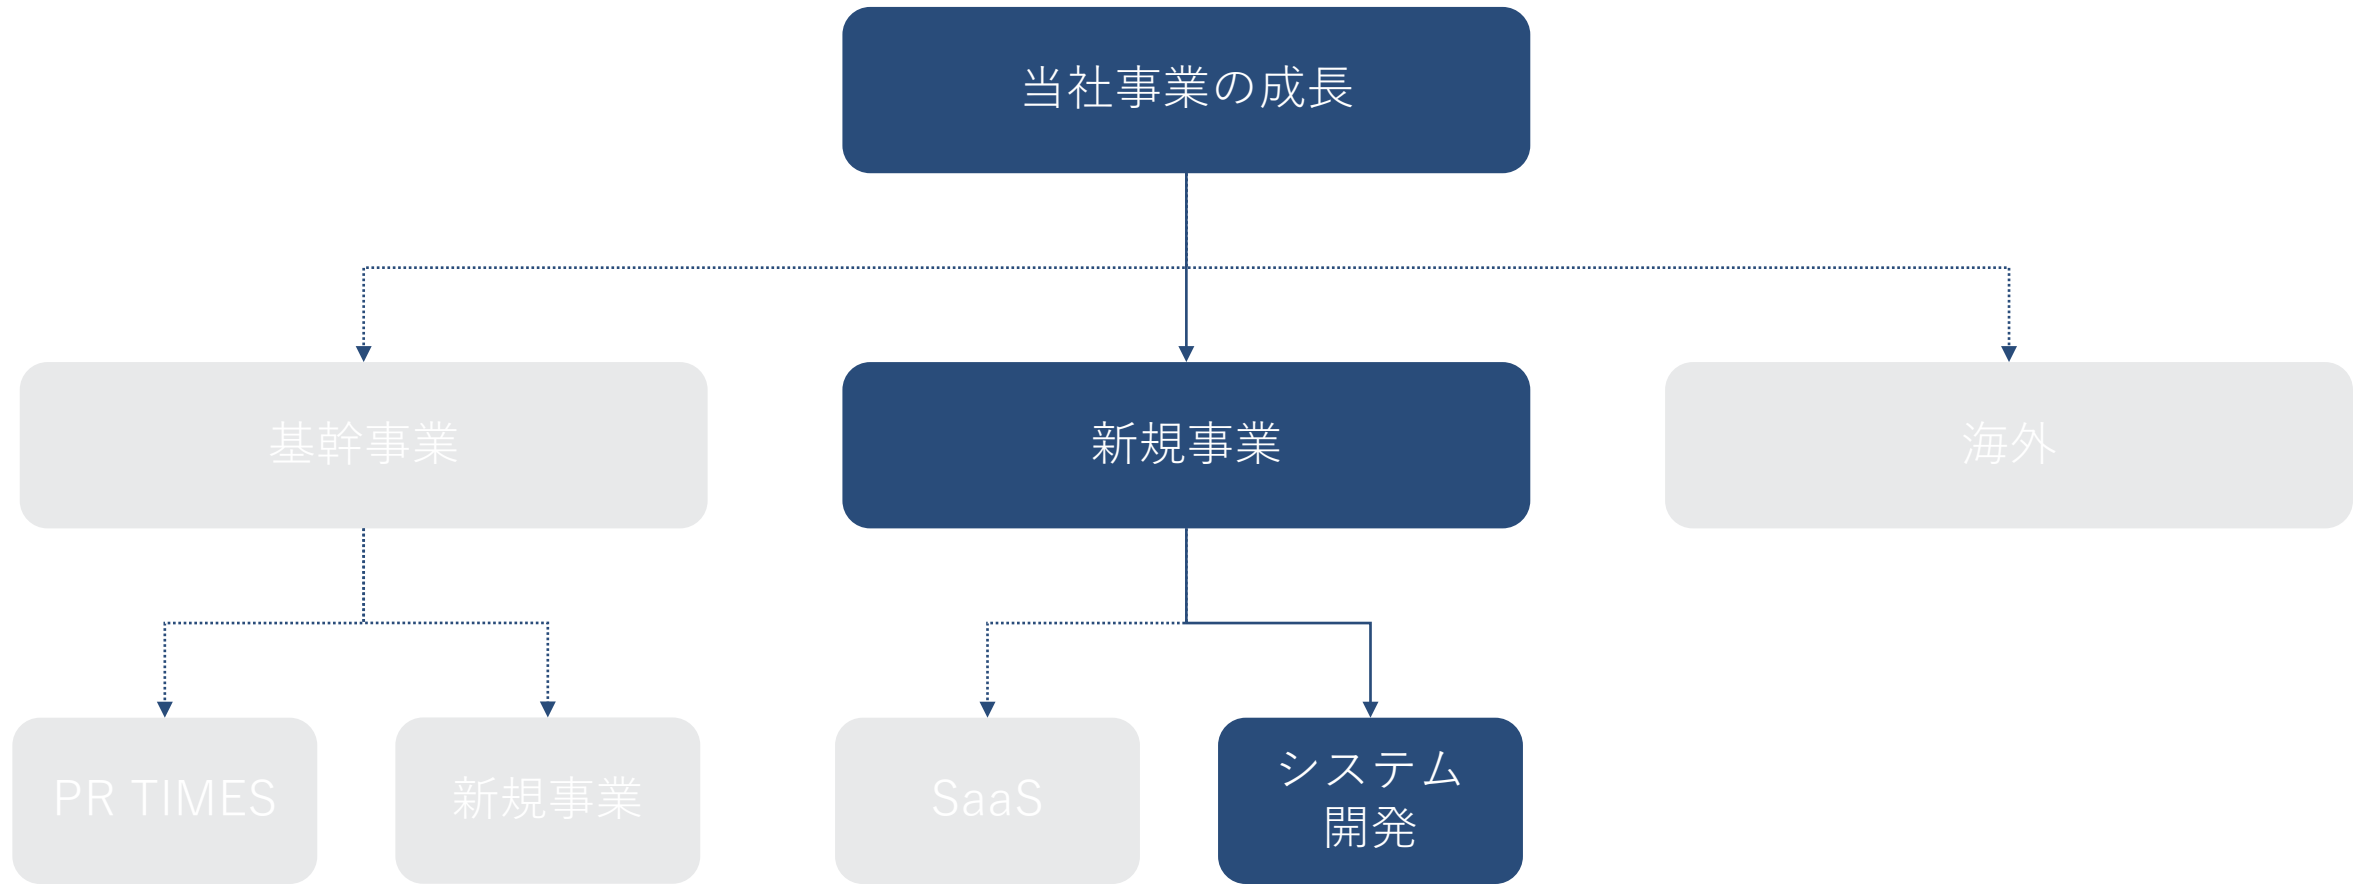 当社事業の成長
基幹事業
新規事業
海外
PR TIMES
新規事業
SaaS
システム
開発